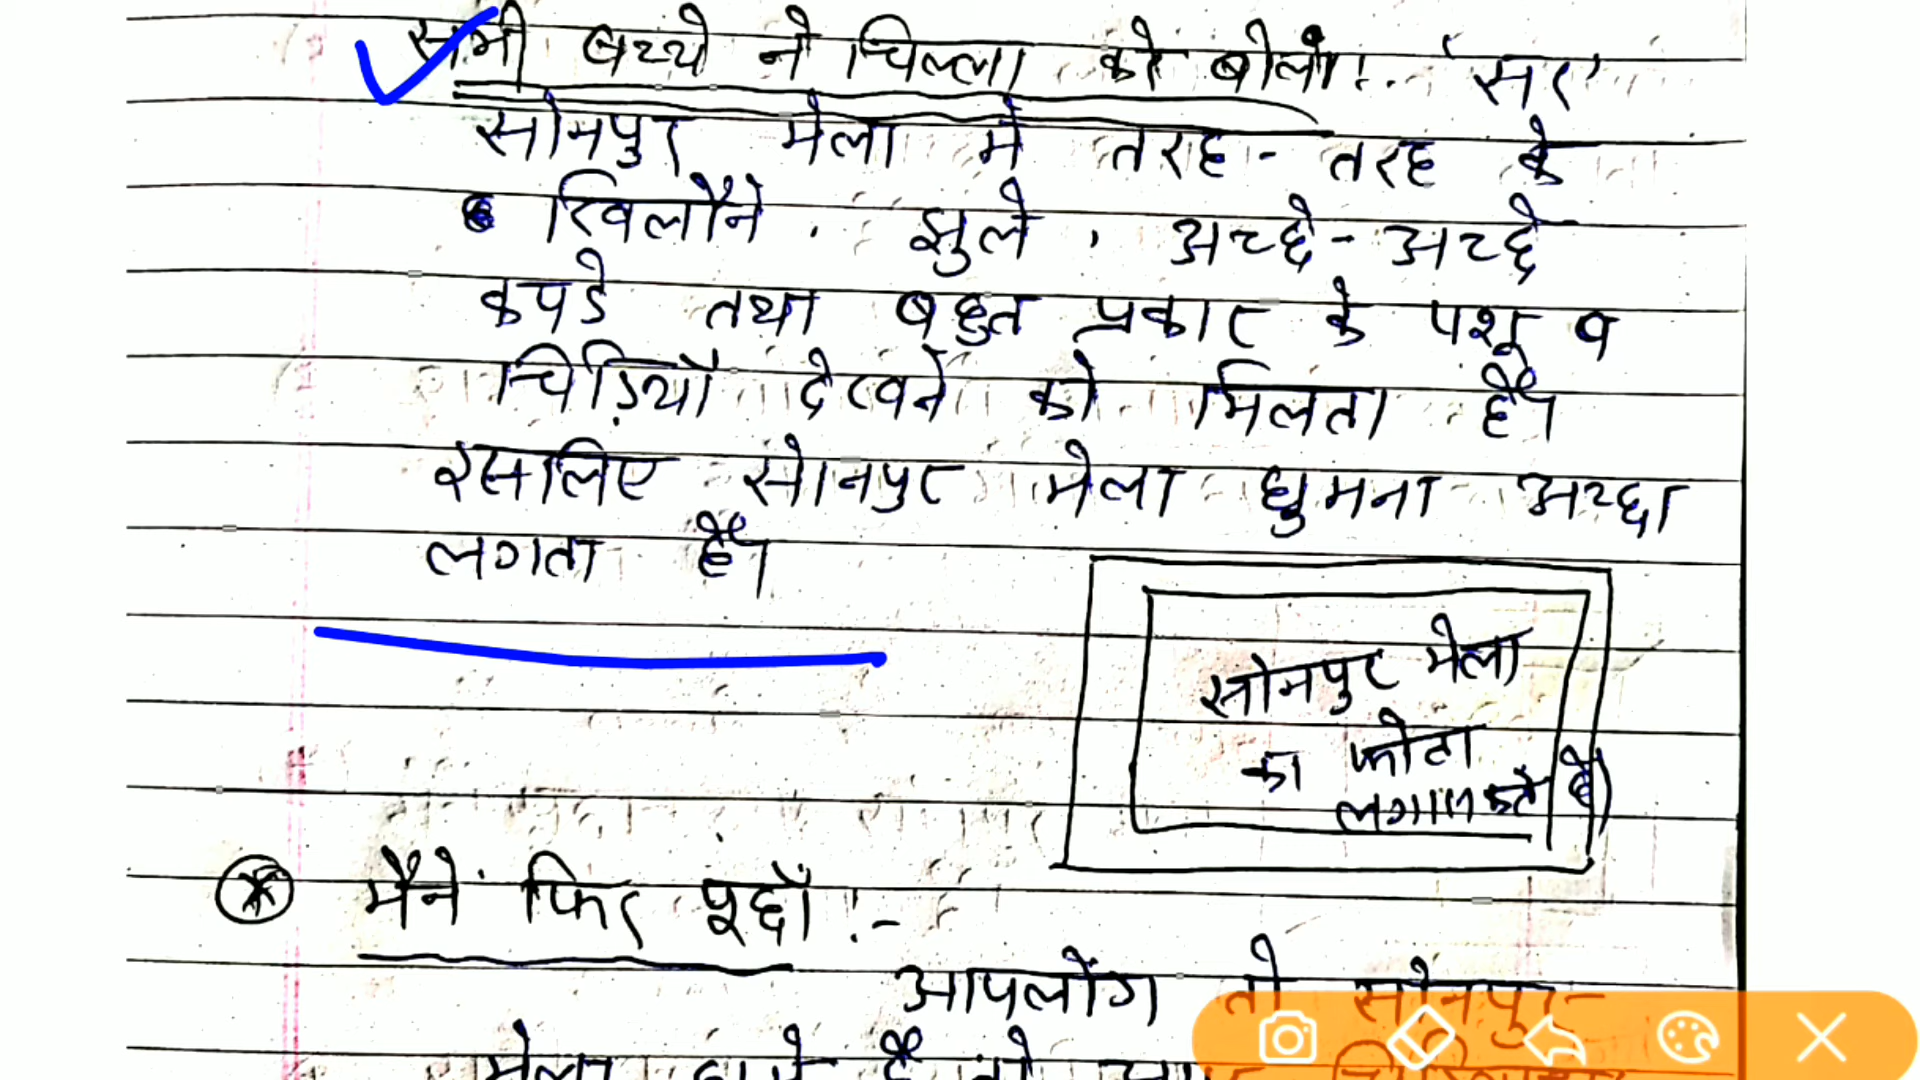 सभी बच्चे ने चिल्ला को बोला!.. 'सर'
सोनपुर मेला में तरह - तरह के
खिलौने . झुले , अच्छे - अच्छे
कपडे तथा बहुत प्रकार के पशु व
चिड़ियाँ देखने को मिलता है।
इसलिए सोनपुर मेला घुमना अच्छा
लगता है।
सोनपुर मेला
का फोटो
है।
मैंने फिर पूछाँ !-
आपलोंग तो सोनपुर-
मेला